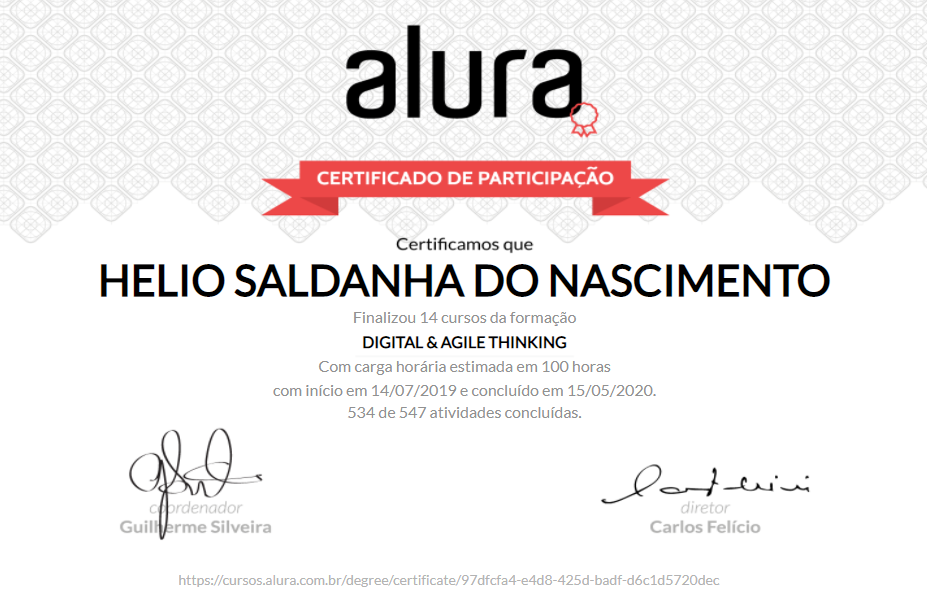 alura
CERTIFICADO DE PARTICIPAÇÃO
Certificamos que
HELIO SALDANHA DO NASCIMENTO
Finalizou 14 cursos da formação
DIGITAL & AGILE THINKING
Com carga horária estimada em 100 horas
com início em 14/07/2019 e concluído em 15/05/2020.
534 de 547 atividades concluídas.
coordenador
Guilherme Silveira
diretor
Carlos Felício
https://cursos.alura.com.br/degree/certificate/97dfcfa4-e4d8-425d-badf-d6c1d5720dec